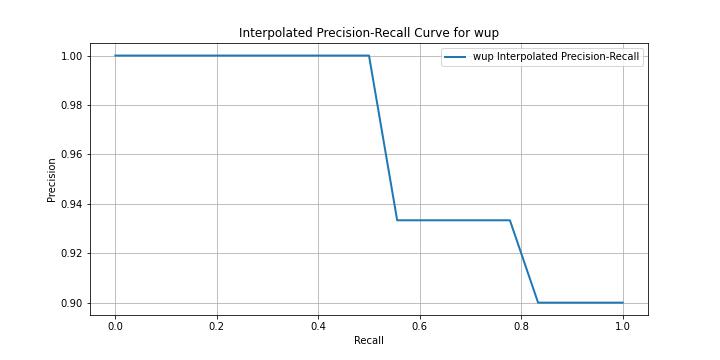 Interpolated Precision-Recall Curve for wup
wup Interpolated Precision-Recall
Precision
1.00
0.98
0.96
0.94
0.92
0.90
0.0 0.2 0.4 0.6 0.8 1.0
Recall